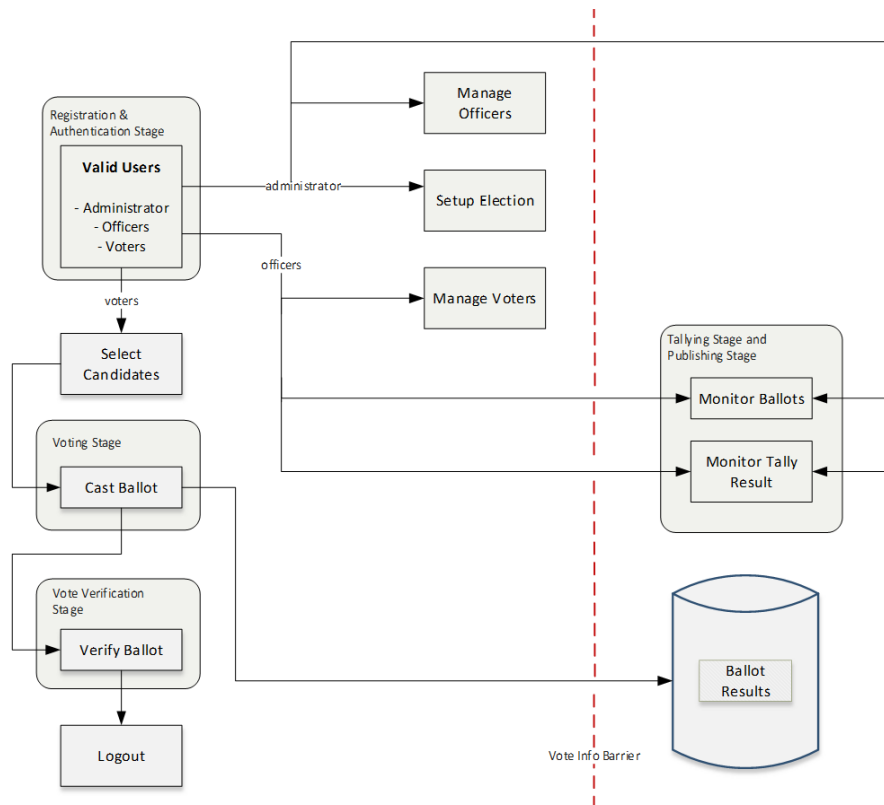 Registration &
Authentication Stage
Valid Users
- Administrator
- Officers
- Voters
administrator
officers
voters
Manage
Officers
Setup Election
Manage Voters
Select
Candidates
Tallying Stage and
Publishing Stage
Monitor Ballots
Monitor Tally
Result
Voting Stage
Cast Ballot
Vote Verification
Stage
Verify Ballot
Logout
Ballot
Results
Vote Info Barrier